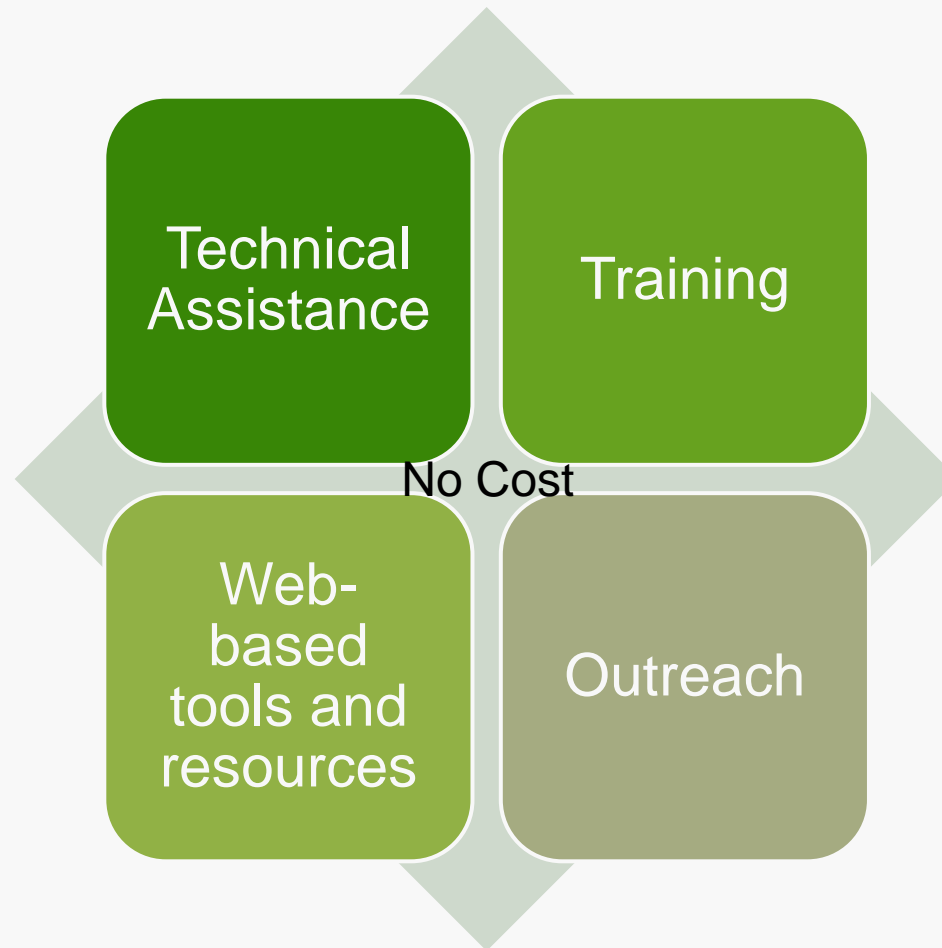 Technical
Assistance
Training
No Cost
Web-
based
tools and
resources
Outreach